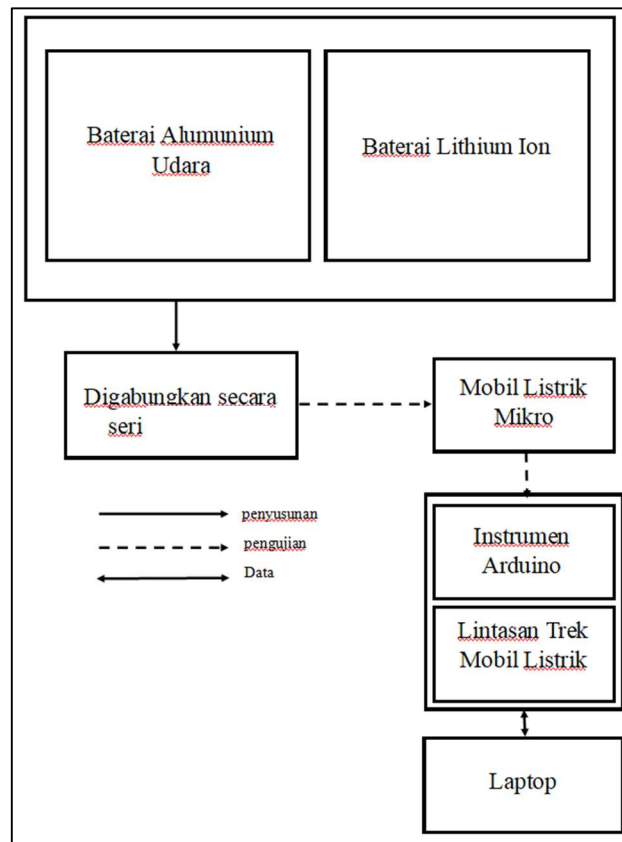 Baterai Alumunium
Udara
Baterai Lithium Ion
Digabungkan secara
seri
Mobil Listrik
Mikro
penyusunan
pengujian
Data
Instrumen
Arduino
Lintasan Trek
Mobil Listrik
Laptop